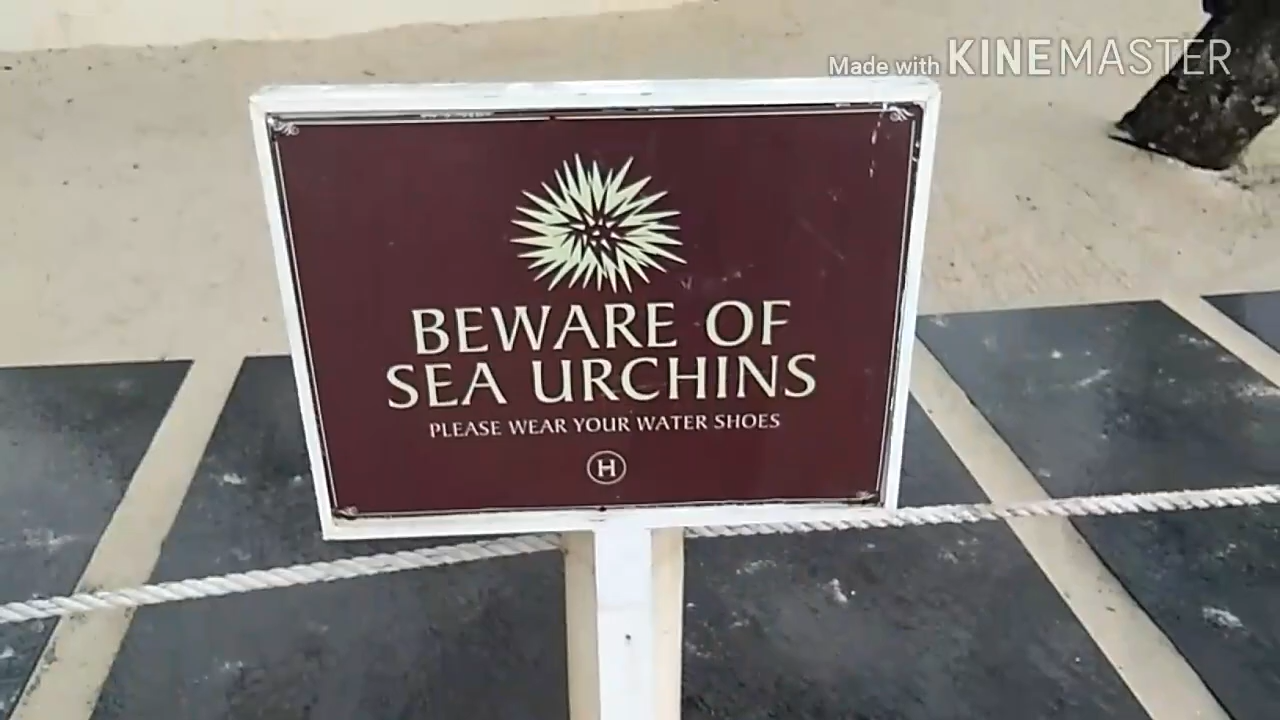 Made with KINEMASTER
BEWARE OF
SEA URCHINS
PLEASE WEAR YOUR WATER SHOES
H